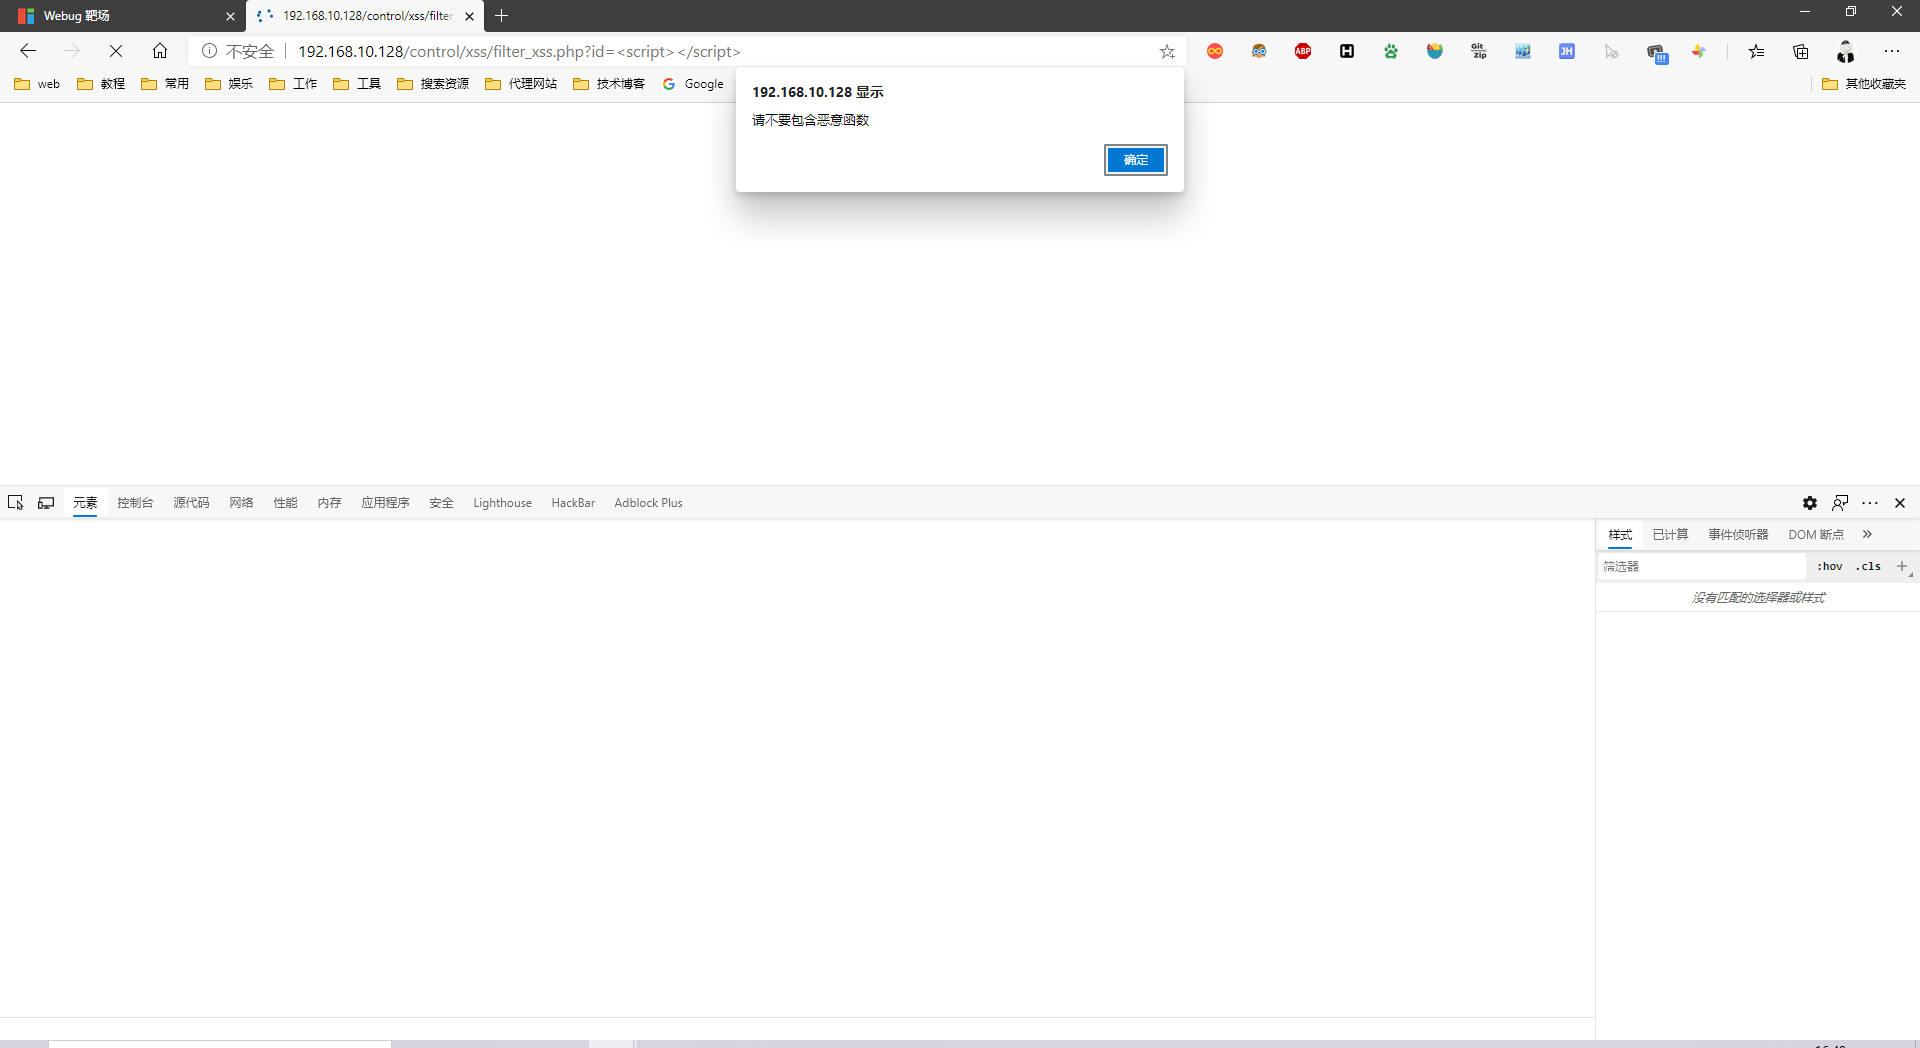 Webug 靶场
192.168.10.128/control/xss/filter_
不安全
192.168.10.128/control/xss/filter_xss.php?id=<script></script>
ABP
H
Git Zip
JH
!!!
web
教程
常用
娱乐
工作
工具
搜索资源
代理网站
技术博客
Google
其他收藏夹
192.168.10.128 显示
请不要包含恶意函数
确定
元素
控制台
源代码
网络
性能
内存
应用程序
安全
Lighthouse
HackBar
Adblock Plus
样式
已计算
事件侦听器
DOM 断点
筛选器
:hov
.cls
没有匹配的选择器或样式